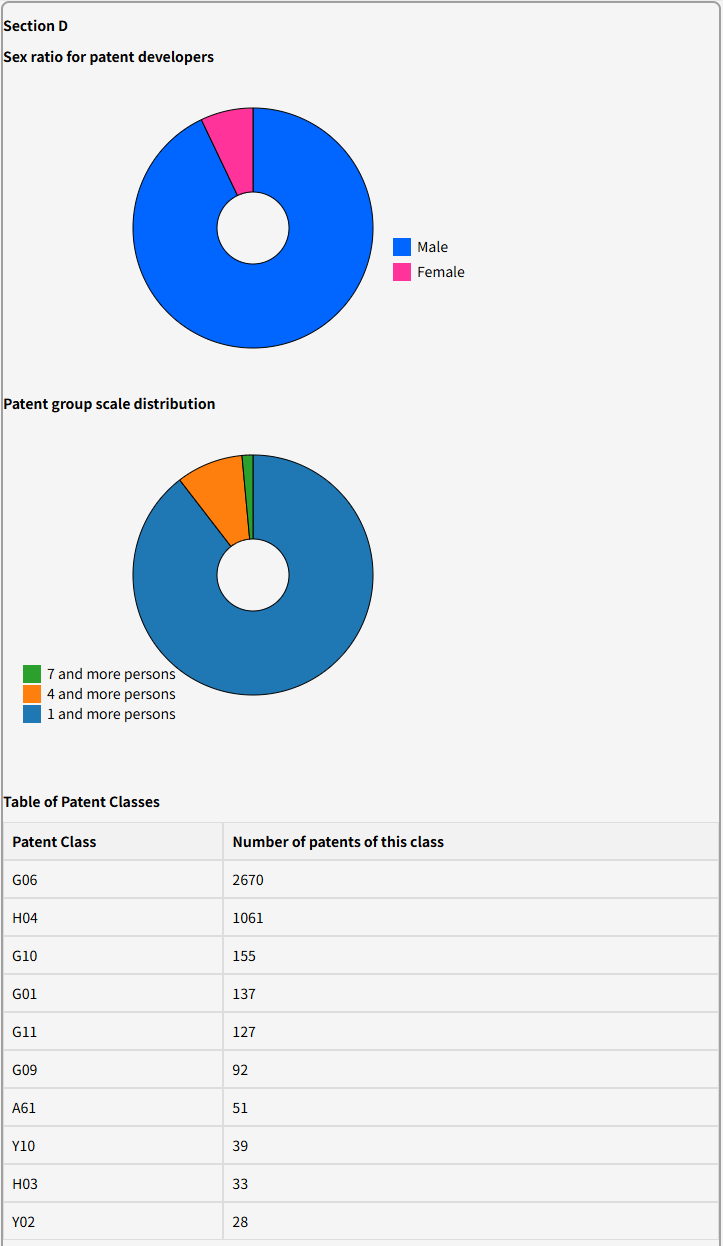 Section D
Sex ratio for patent developers
Male
Female
Patent group scale distribution
7 and more persons
4 and more persons
1 and more persons
Table of Patent Classes
Patent Class Number of patents of this class
G06 2670
H04 1061
G10 155
G01 137
G11 127
G09 92
A61 51
Y10 39
H03 33
Y02 28